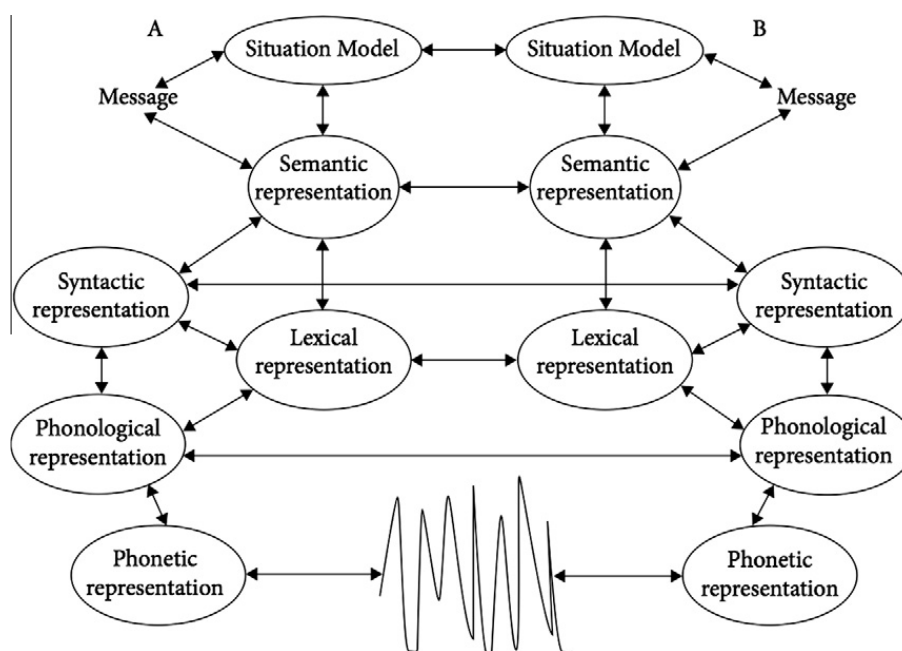 A
B
Situation Model
Situation Model
Message
Message
Semantic
representation
Semantic
representation
Syntactic
representation
Syntactic
representation
Lexical
representation
Lexical
representation
Phonological
representation
Phonological
representation
Phonetic
representation
Phonetic
representation